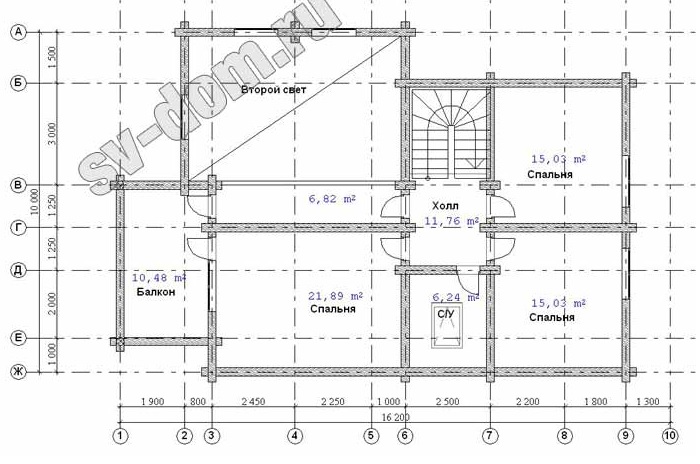 А
Б
В
Г
Д
Е
Ж
1 500
3 000
1 250
1 250
2 000
1 000
10 000
sv-dom.ru
Второй свет
15,03 m²
Спальня
6,82 m²
Холл
11,76 m²
10,48 m²
Балкон
21,89 m²
Спальня
6,24 m²
С/У
15,03 m²
Спальня
1 900 800 2 450 2 250 1 000 2 500 2 200 1 800 1 300
16 200
1 2 3 4 5 6 7 8 9 10